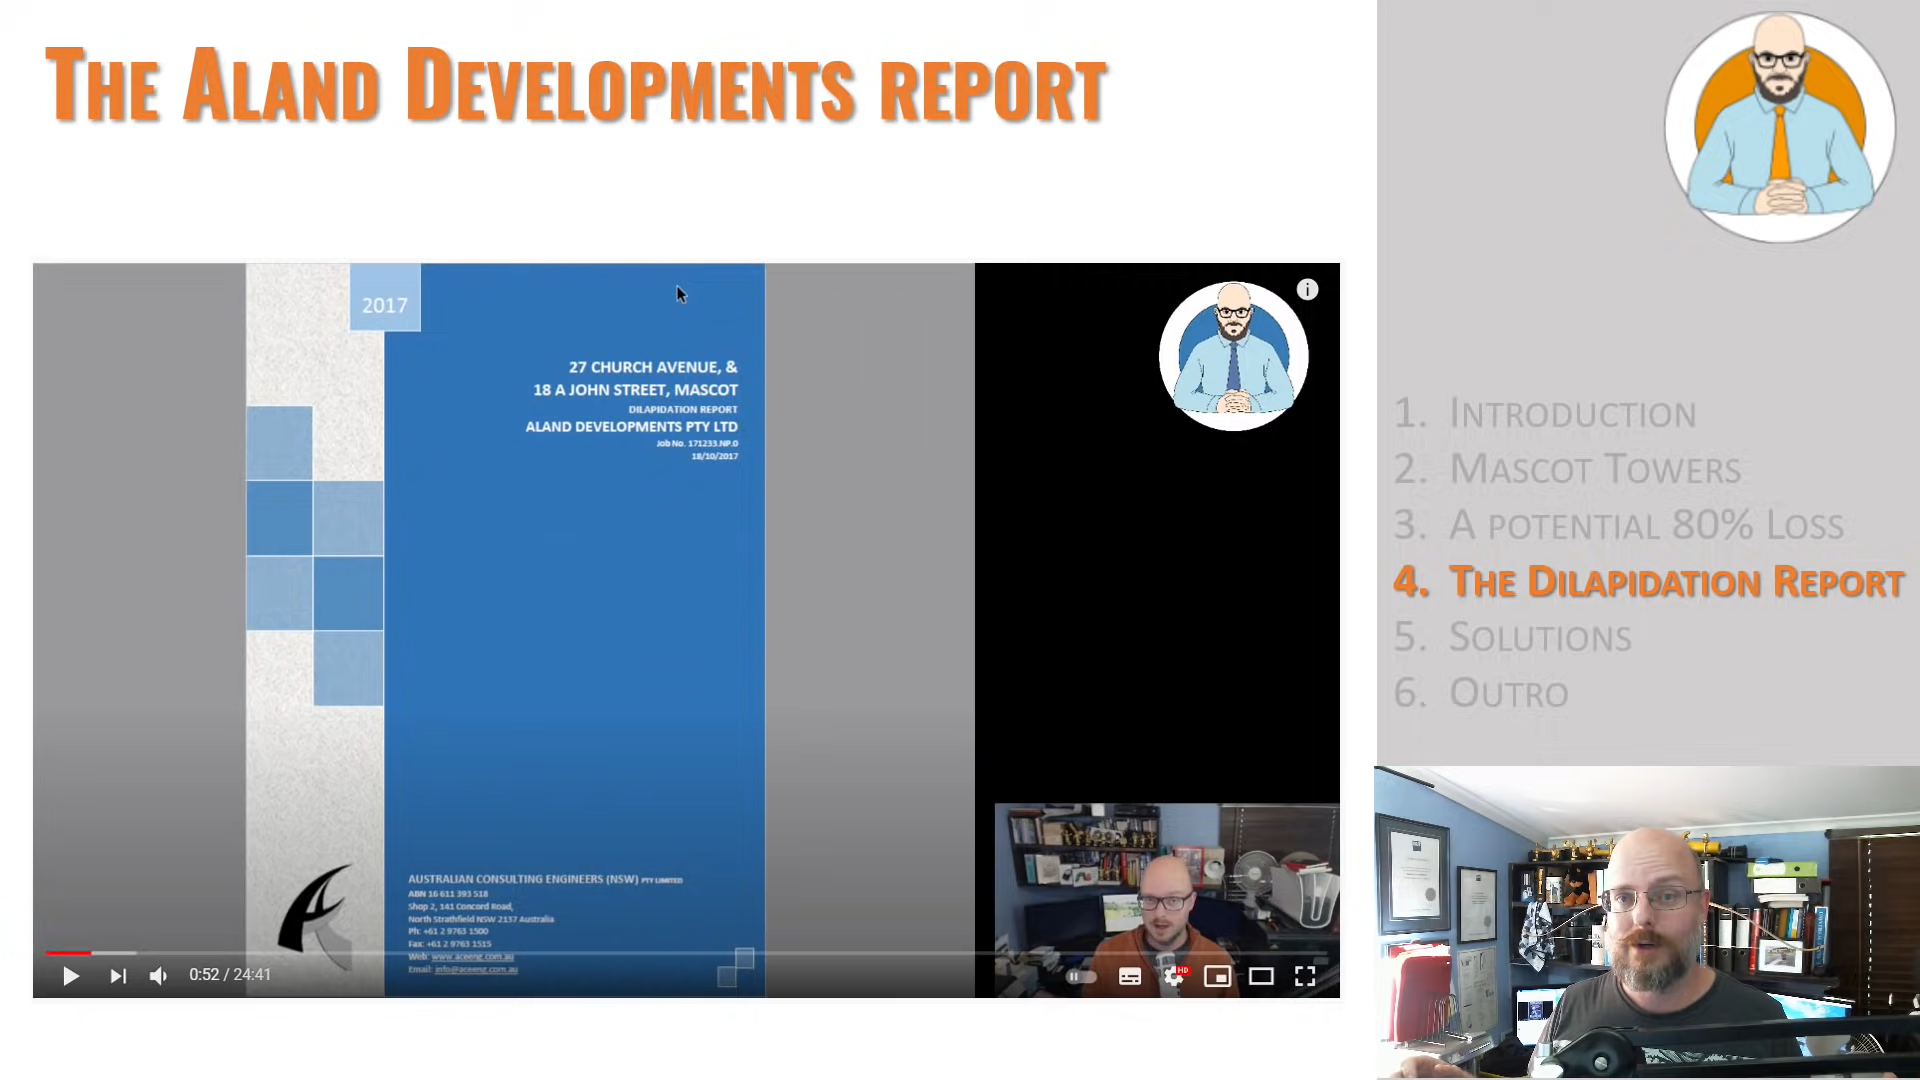 THE ALAND DEVELOPMENTS REPORT
2017
27 CHURCH AVENUE, &
18 A JOHN STREET, MASCOT
DILAPIDATION REPORT
ALAND DEVELOPMENTS PTY LTD
Job No. 171233.NP.0
18/10/2017
AUSTRALIAN CONSULTING ENGINEERS (NSW) PTY LIMITED
ABN 16 611 393 518
Shop 2, 141 Concord Road,
North Strathfield NSW 2137 Australia
Ph: +61 2 9763 1500
Fax: +61 2 9763 1515
Web: www.aceeng.com.au
Email: info@aceeng.com.au
0:52 / 24:41
HD
1. INTRODUCTION
2. MASCOT TOWERS
3. A POTENTIAL 80% LOSS
4. THE DILAPIDATION REPORT
5. SOLUTIONS
6. OUTRO